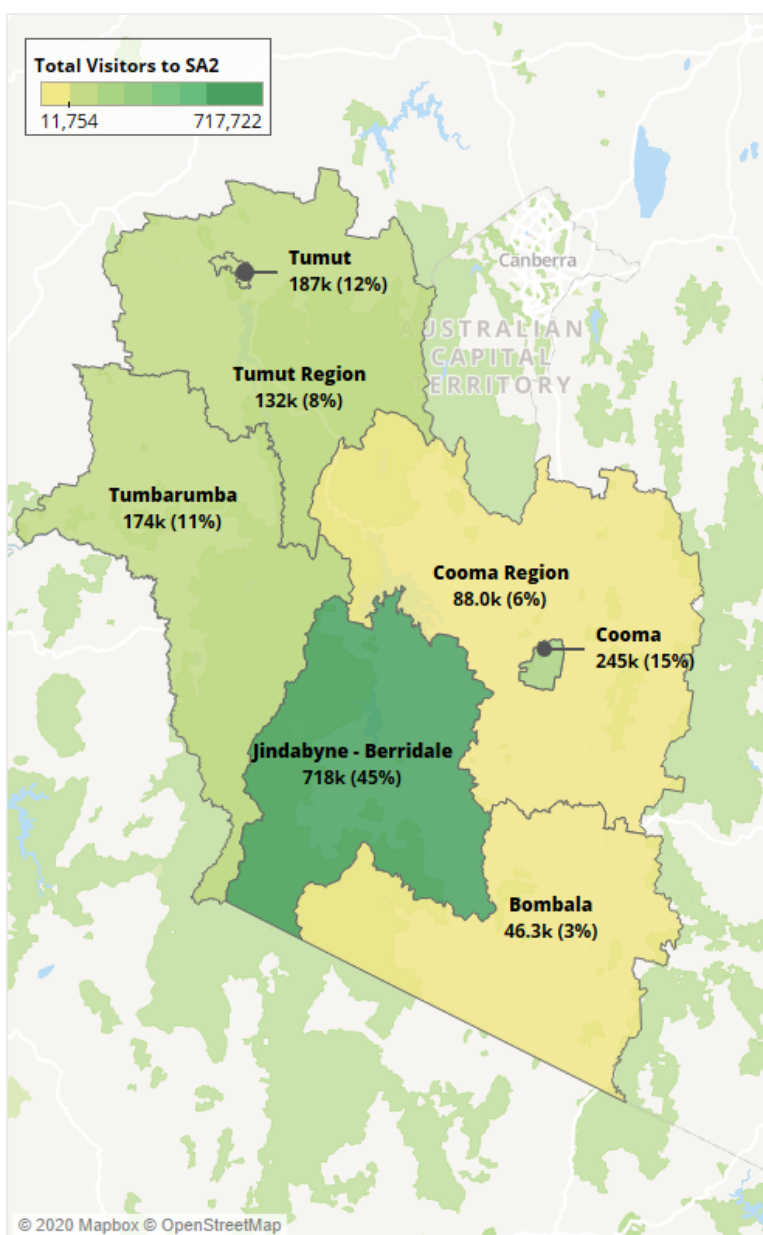 Total Visitors to SA2
11,754 717,722
Tumut
187k (12%)
Canberra
AUSTRALIAN
CAPITAL
TERRITORY
Tumut Region
132k (8%)
Tumbarumba
174k (11%)
Cooma Region
88.0k (6%)
Cooma
245k (15%)
Jindabyne - Berridale
718k (45%)
Bombala
46.3k (3%)
© 2020 Mapbox © OpenStreetMap